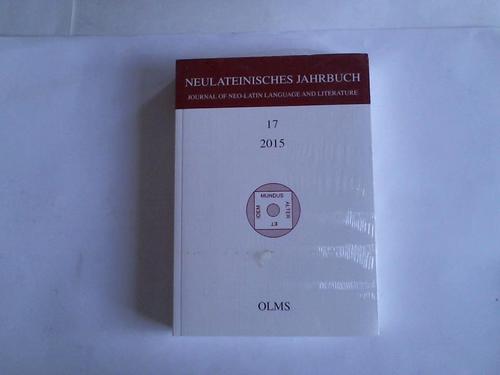 NEULATEINISCHES JAHRBUCH
JOURNAL OF NEO-LATIN LANGUAGE AND LITERATURE
17
2015
MUNDUS
ALTER
ET
IDEM
OLMS